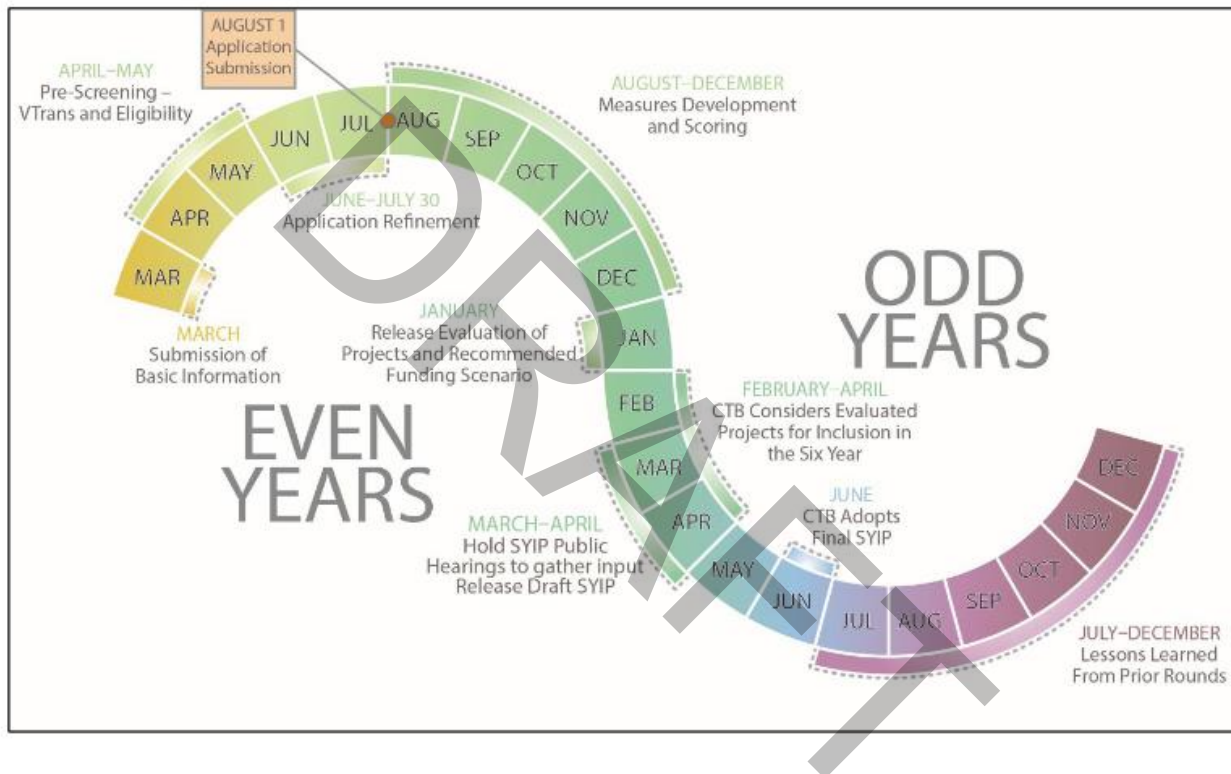 AUGUST 1
Application
Submission
APRIL–MAY
Pre-Screening –
VTrans and Eligibility
AUGUST–DECEMBER
Measures Development
and Scoring
MAR
APR
MAY
JUN
JUL
AUG
SEP
OCT
NOV
DEC
JUNE–JULY 30
Application Refinement
MARCH
Submission of
Basic Information
JANUARY
Release Evaluation of
Projects and Recommended
Funding Scenario
EVEN
YEARS
ODD
YEARS
JAN
FEB
MAR
APR
MAY
JUN
JUL
AUG
SEP
OCT
NOV
DEC
FEBRUARY–APRIL
CTB Considers Evaluated
Projects for Inclusion in
the Six Year
MARCH–APRIL
Hold SYIP Public
Hearings to gather input
Release Draft SYIP
JUNE
CTB Adopts
Final SYIP
JULY–DECEMBER
Lessons Learned
From Prior Rounds
DRAFT